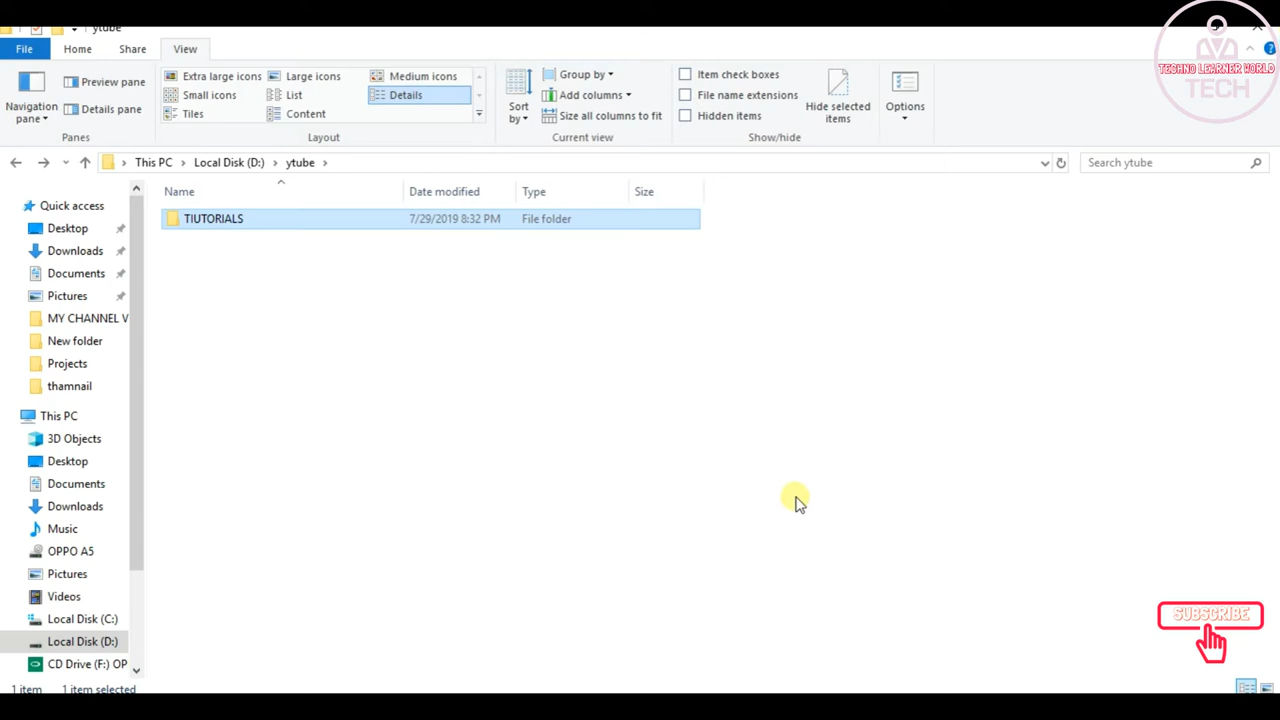 ytube
File Home Share View
TECHNO LEARNER WORLD
TECH
Navigation pane
Preview pane
Details pane
Panes
Extra large icons Large icons Medium icons
Small icons List Details
Tiles Content
Layout
Sort by
Group by
Add columns
Size all columns to fit
Current view
Item check boxes
File name extensions
Hidden items
Hide selected items
Show/hide
Options
This PC Local Disk (D:) ytube
Search ytube
Name Date modified Type Size
TIUTORIALS 7/29/2019 8:32 PM File folder
Quick access
Desktop
Downloads
Documents
Pictures
MY CHANNEL V
New folder
Projects
thamnail
This PC
3D Objects
Desktop
Documents
Downloads
Music
OPPO A5
Pictures
Videos
Local Disk (C:)
Local Disk (D:)
CD Drive (F:) OP
SUBSCRIBE
1 item 1 item selected